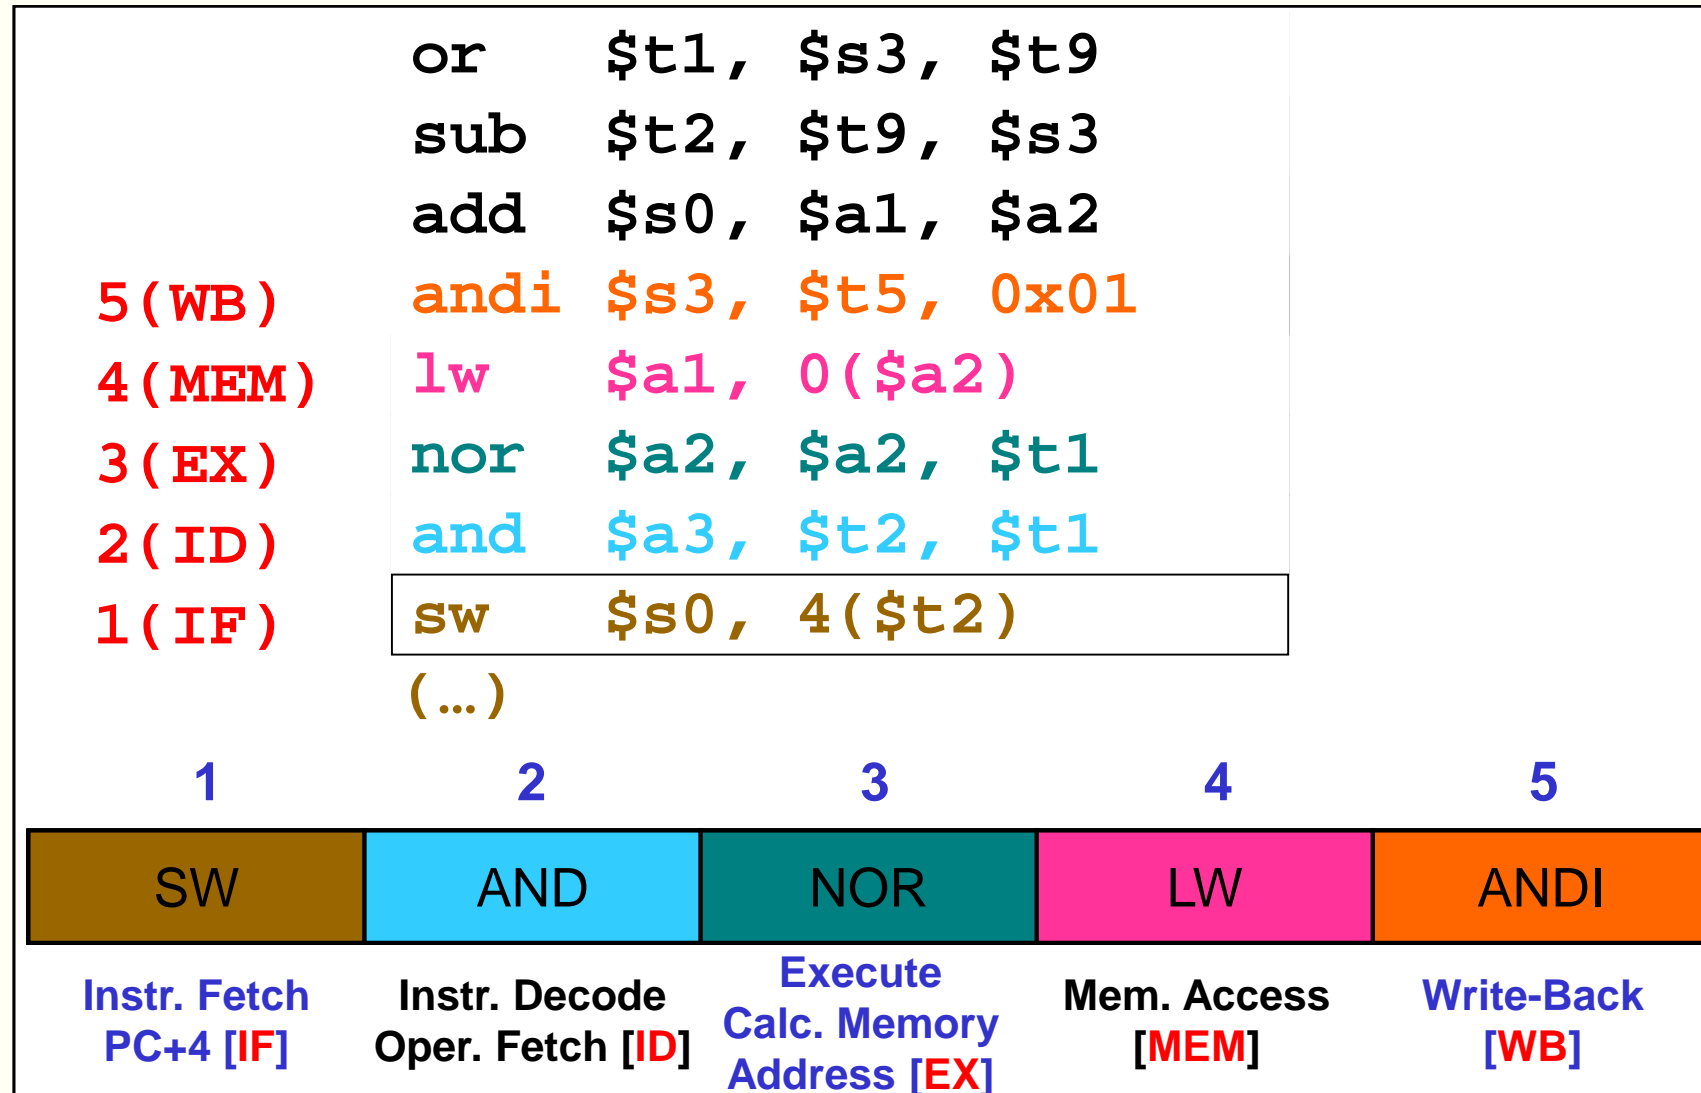 or $t1, $s3, $t9
sub $t2, $t9, $s3
add $s0, $a1, $a2
5(WB) andi $s3, $t5, 0x01
4(MEM) lw $a1, 0($a2)
3(EX) nor $a2, $a2, $t1
2(ID) and $a3, $t2, $t1
1(IF) sw $s0, 4($t2)
(…)
1 2 3 4 5
SW AND NOR LW ANDI
Instr. Fetch
PC+4 [IF]
Instr. Decode
Oper. Fetch [ID]
Execute
Calc. Memory
Address [EX]
Mem. Access
[MEM]
Write-Back
[WB]